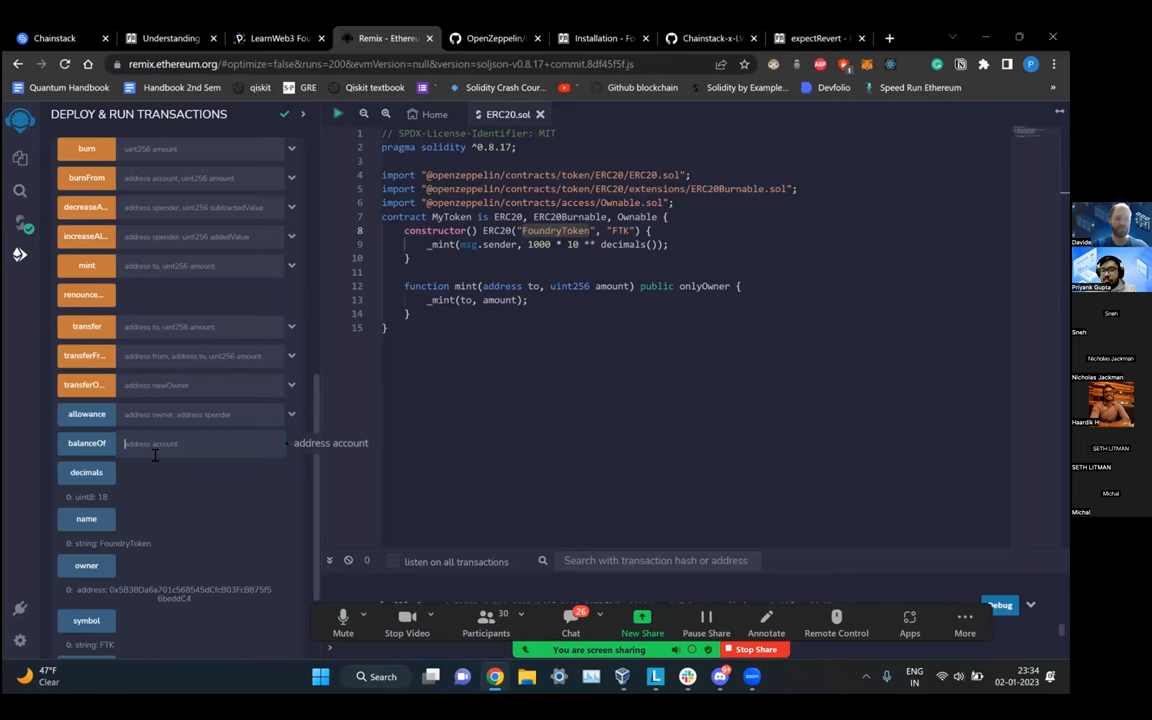 Chainstack
Understanding
LearnWeb3 Fou
Remix - Ethereu
OpenZeppelin/c
Installation - Fo
Chainstack-x-LV
expectRevert - F
remix.ethereum.org/#optimize=false&runs=200&evmVersion=null&version=soljson-v0.8.17+commit.8df45f5f.js
Quantum Handbook
Handbook 2nd Sem
qiskit
GRE
Qiskit textbook
Solidity Crash Cour...
Github blockchain
Solidity by Example...
Devfolio
Speed Run Ethereum
DEPLOY & RUN TRANSACTIONS
Home
ERC20.sol
burn
uint256 amount
burnFrom
address account, uint256 amount
decreaseA...
address spender, uint256 subtractedValue
increaseAl...
address spender, uint256 addedValue
mint
address to, uint256 amount
renounce...
transfer
address to, uint256 amount
transferFr...
address from, address to, uint256 amount
transferO...
address newOwner
allowance
address owner, address spender
balanceOf
address account
address account
decimals
0: uint8: 18
name
0: string: FoundryToken
owner
0: address: 0x5B38Da6a701c568545dCfcB03FcB875f5
6beddC4
symbol
0: string: FTK
1 // SPDX-License-Identifier: MIT
2 pragma solidity ^0.8.17;
3
4 import "@openzeppelin/contracts/token/ERC20/ERC20.sol";
5 import "@openzeppelin/contracts/token/ERC20/extensions/ERC20Burnable.sol";
6 import "@openzeppelin/contracts/access/Ownable.sol";
7 contract MyToken is ERC20, ERC20Burnable, Ownable {
8 constructor() ERC20("FoundryToken", "FTK") {
9 _mint(msg.sender, 1000 * 10 ** decimals());
10 }
11
12 function mint(address to, uint256 amount) public onlyOwner {
13 _mint(to, amount);
14 }
15 }
0
listen on all transactions
Search with transaction hash or address
Debug
Mute
Stop Video
30
Participants
26
Chat
New Share
Pause Share
Annotate
Remote Control
Apps
More
You are screen sharing
Stop Share
Davide
Priyank Gupta
Sneh
Sneh
Nicholas Jackman
Nicholas Jackman
Haardik H
SETH LITMAN
SETH LITMAN
Michal
Michal
47°F
Clear
Search
ENG
IN
23:34
02-01-2023